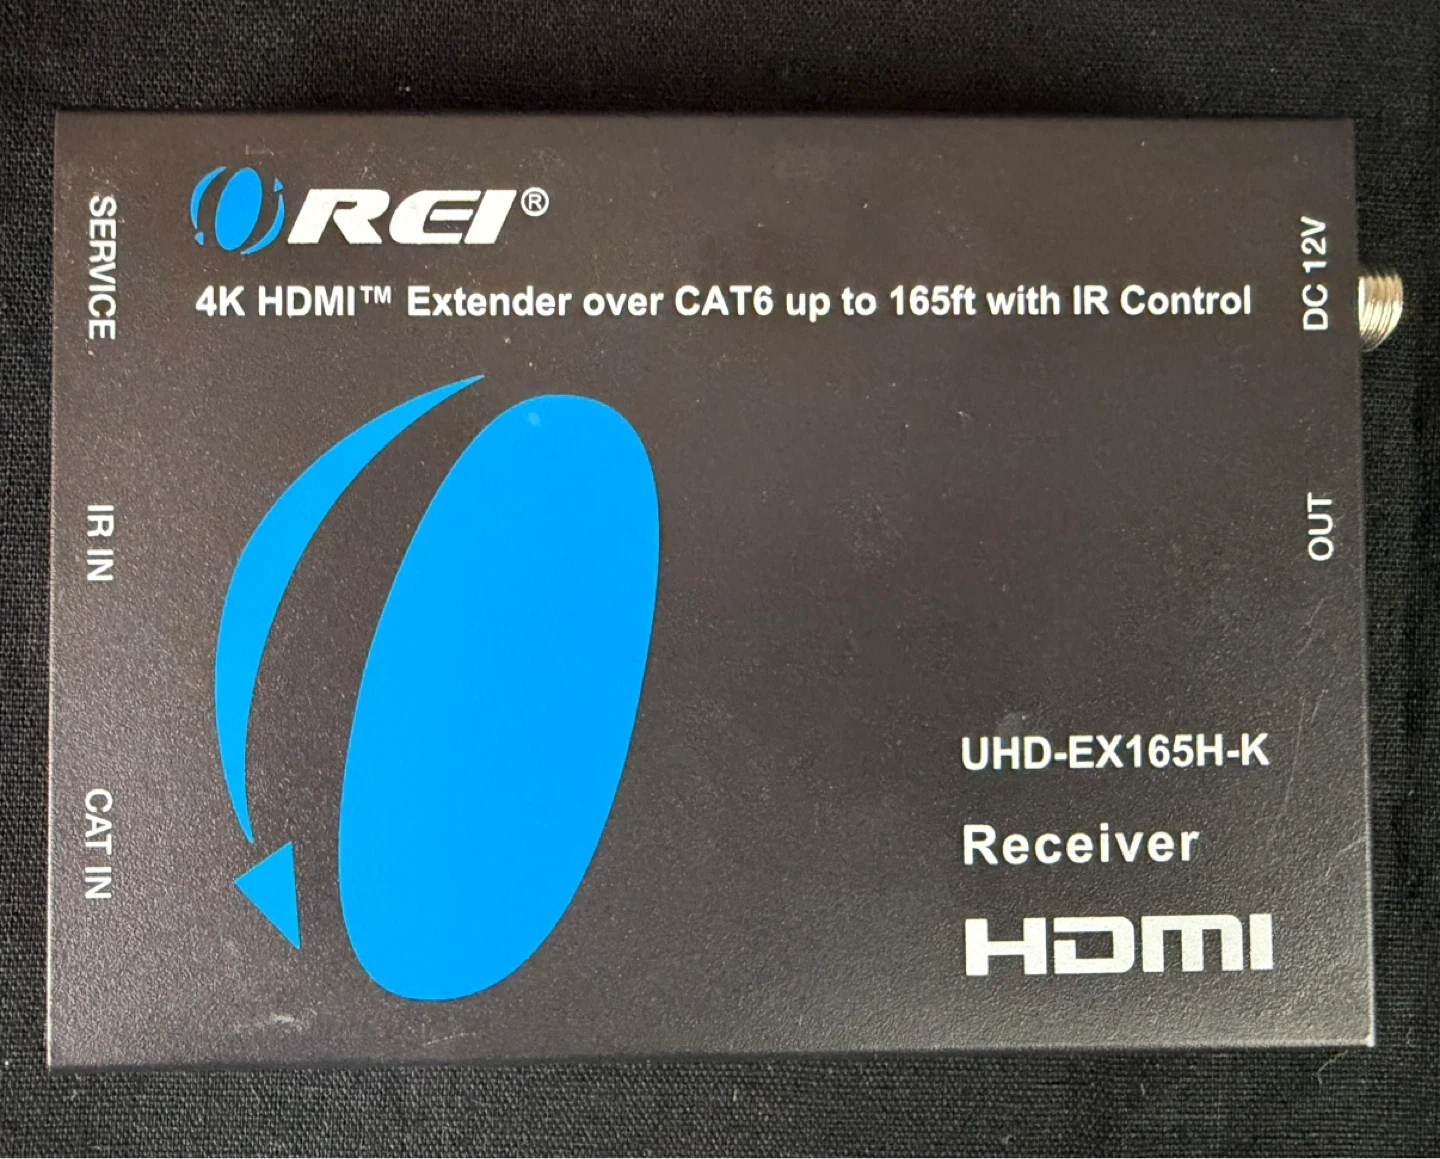 OREI®
4K HDMI™ Extender over CAT6 up to 165ft with IR Control
SERVICE
IR IN
CAT IN
DC 12V
OUT
UHD-EX165H-K
Receiver
HDMI